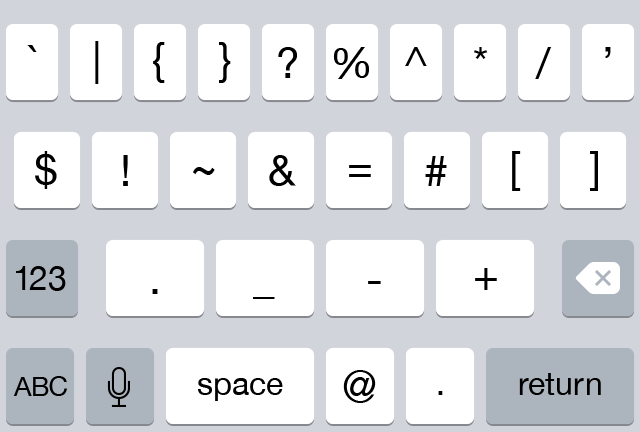 ` | { } ? % ^ * / ’
$ ! ~ & = # [ ]
123 . _ - +
ABC space @ . return